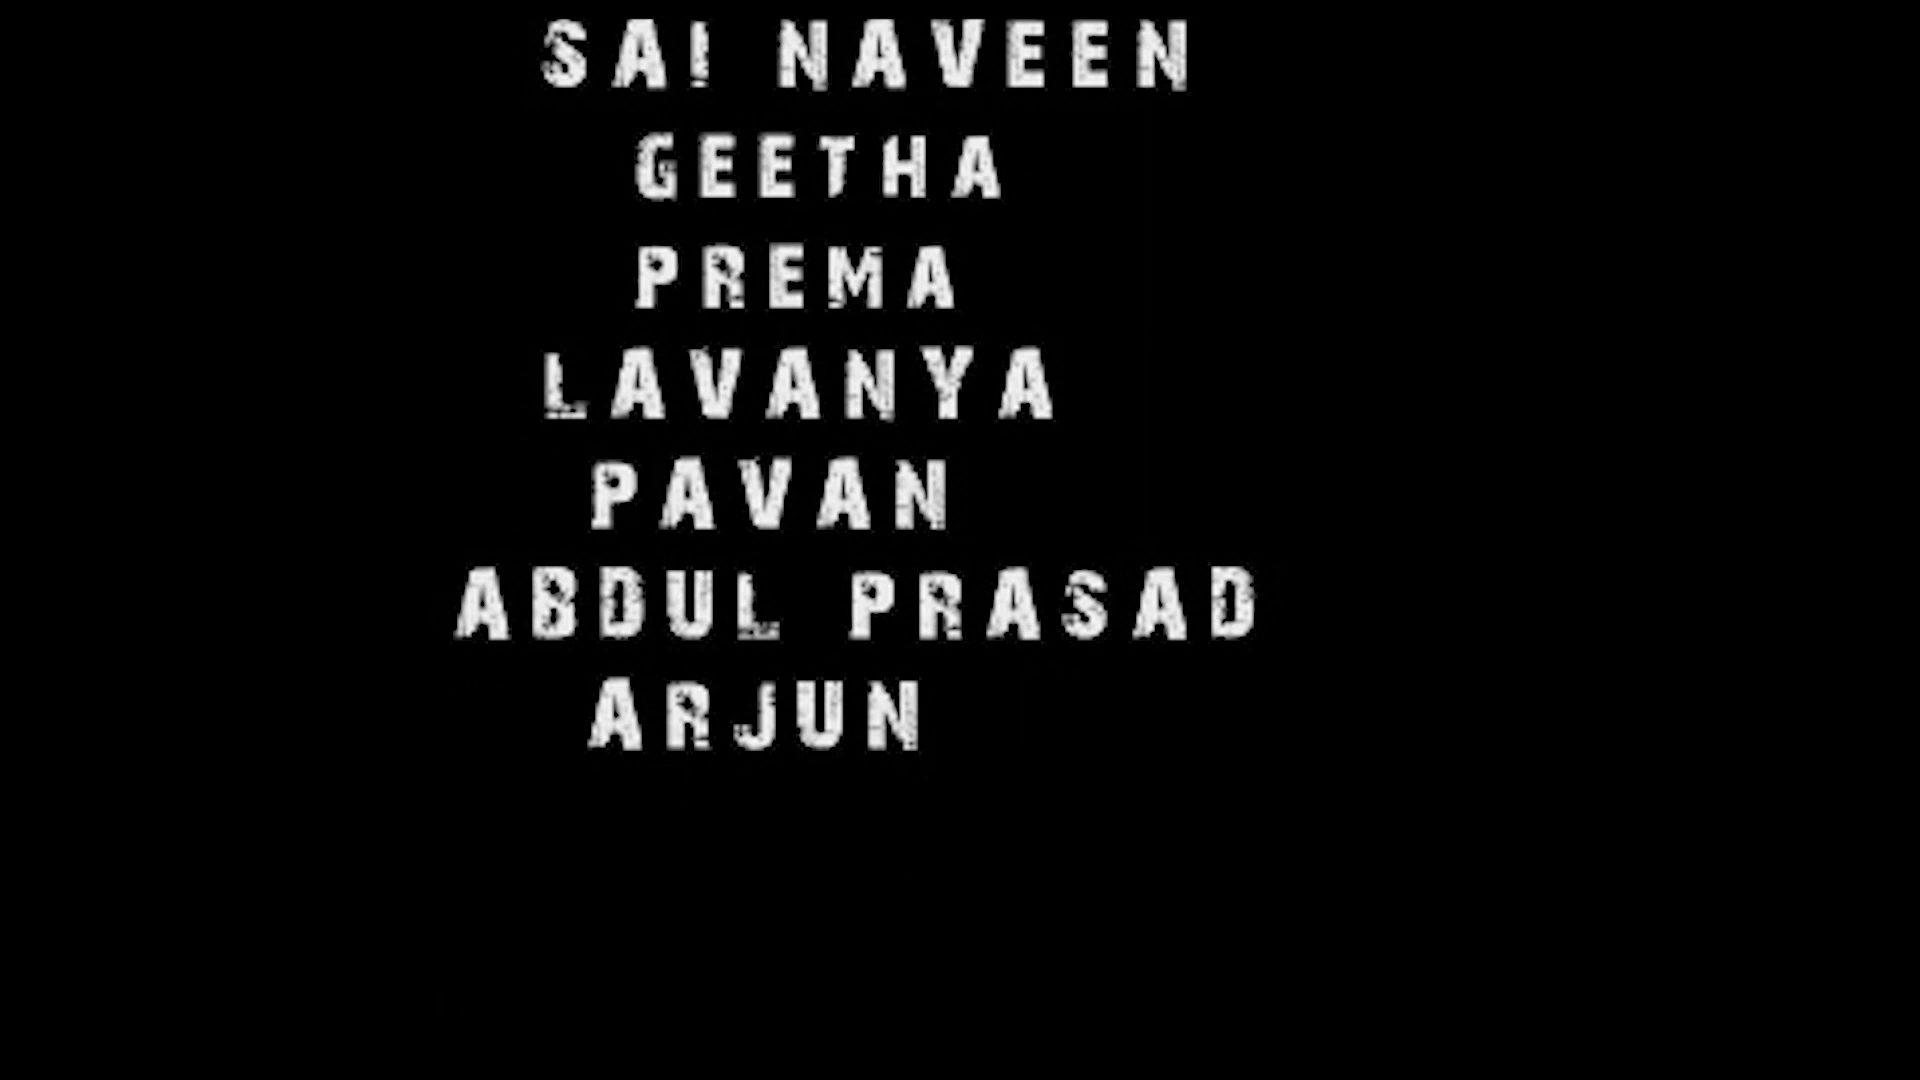 SAI NAVEEN
GEETHA
PREMA
LAVANYA
PAVAN
ABDUL PRASAD
ARJUN